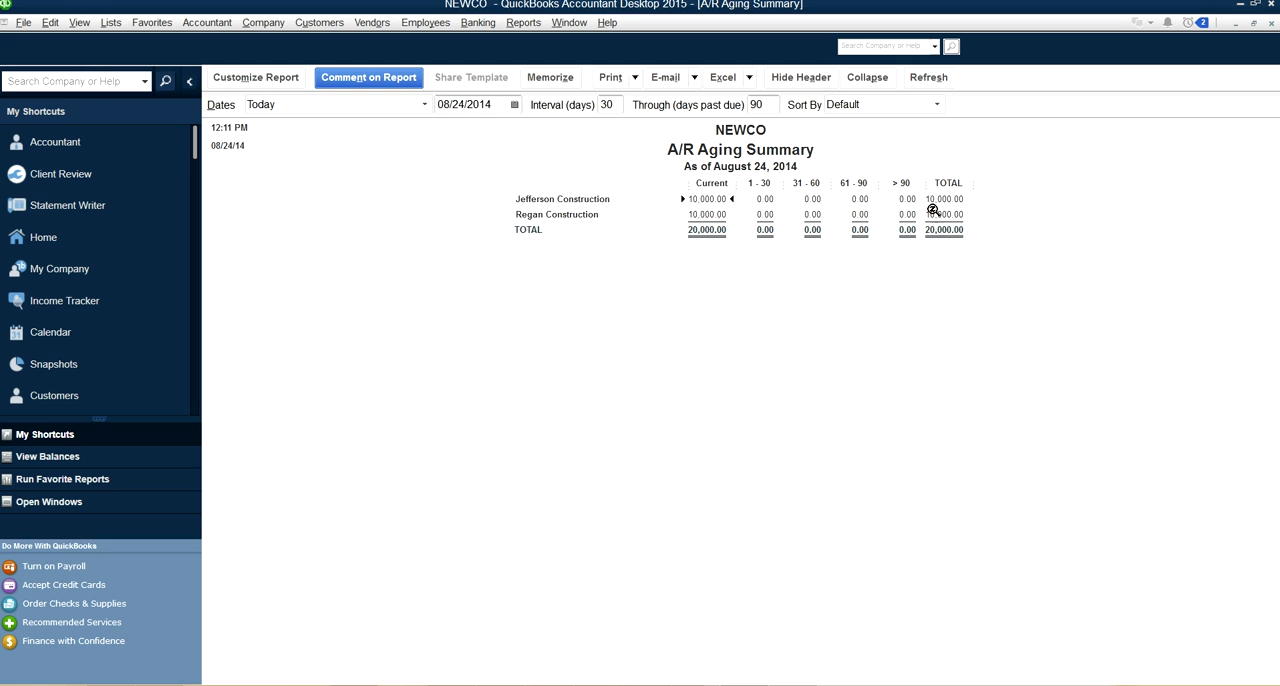 NEWCO - QuickBooks Accountant Desktop 2015 - [A/R Aging Summary]
File Edit View Lists Favorites Accountant Company Customers Vendors Employees Banking Reports Window Help 2
Search Company or Help
Search Company or Help Customize Report Comment on Report Share Template Memorize Print E-mail Excel Hide Header Collapse Refresh
Dates Today 08/24/2014 Interval (days) 30 Through (days past due) 90 Sort By Default
My Shortcuts
12:11 PM
08/24/14
NEWCO
A/R Aging Summary
As of August 24, 2014
Current 1 - 30 31 - 60 61 - 90 > 90 TOTAL
Jefferson Construction 10,000.00 0.00 0.00 0.00 0.00 10,000.00
Regan Construction 10,000.00 0.00 0.00 0.00 0.00
TOTAL 20,000.00 0.00 0.00 0.00 0.00 20,000.00
Accountant
Client Review
Statement Writer
Home
My Company
Income Tracker
Calendar
Snapshots
Customers
My Shortcuts
View Balances
Run Favorite Reports
Open Windows
Do More With QuickBooks
Turn on Payroll
Accept Credit Cards
Order Checks & Supplies
Recommended Services
Finance with Confidence